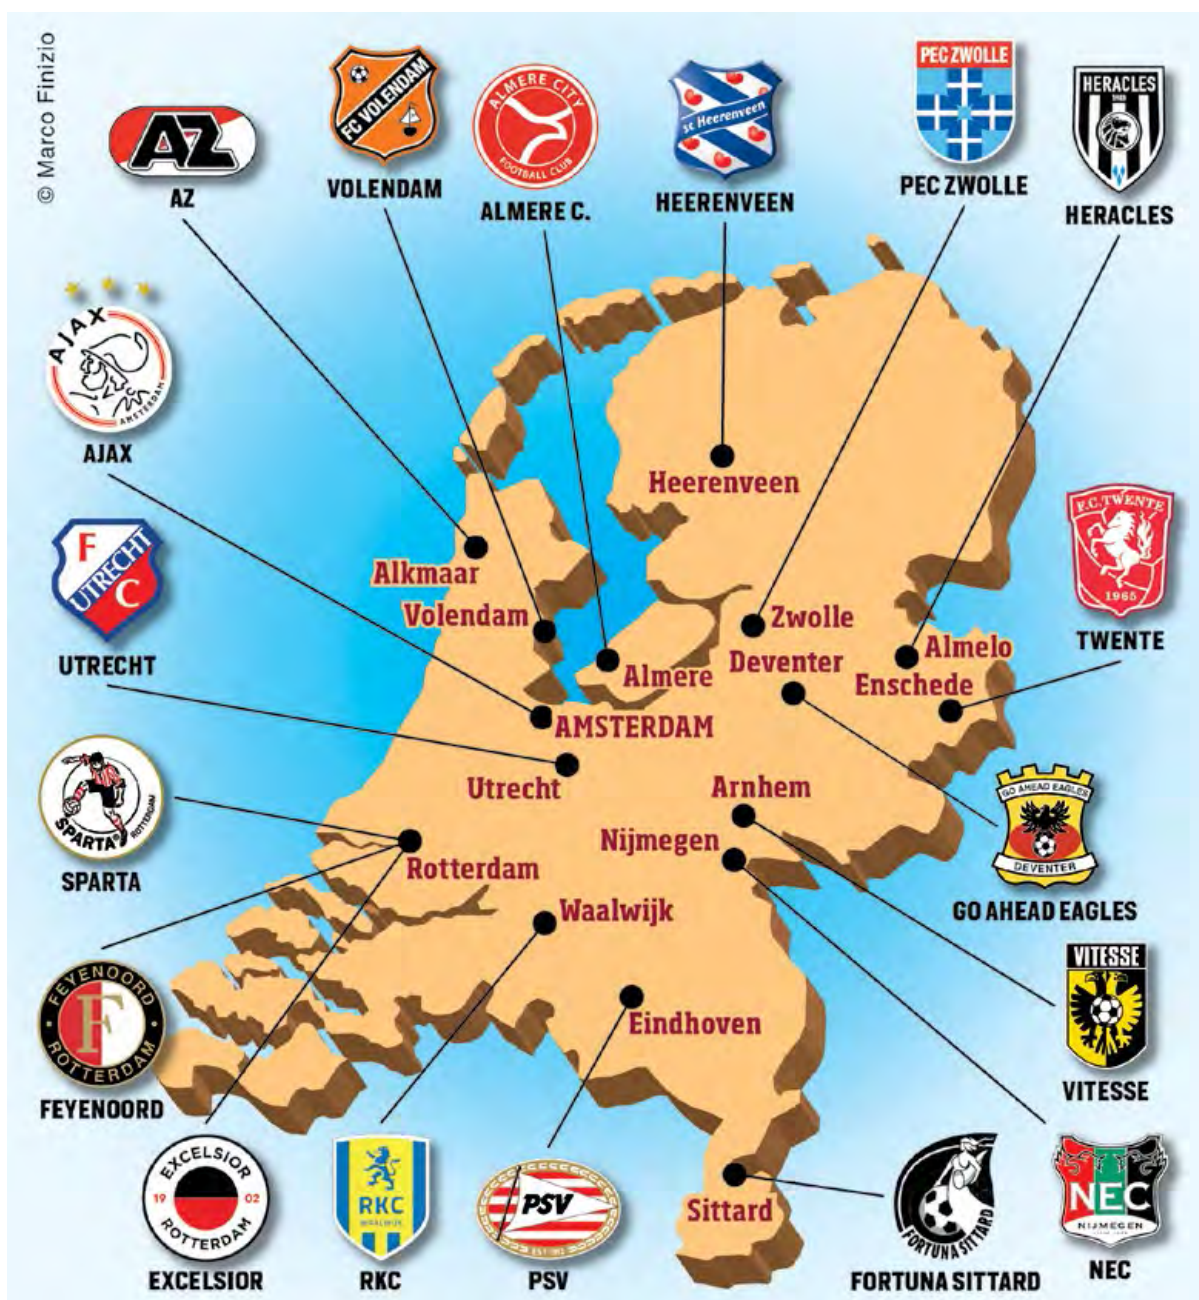 © Marco Finizio
AZ
AZ
FC VOLENDAM
VOLENDAM
ALMERE CITY
FOOTBALL CLUB
ALMERE C.
sc Heerenveen
HEERENVEEN
PEC ZWOLLE
PEC ZWOLLE
HERACLES
HERACLES
AJAX
AMSTERDAM
AJAX
FC
UTRECHT
UTRECHT
SPARTA
ROTTERDAM
SPARTA
FEYENOORD
F
ROTTERDAM
FEYENOORD
Heerenveen
Alkmaar
Volendam
Zwolle
Almelo
Almere
Deventer
Enschede
AMSTERDAM
Utrecht
Arnhem
Nijmegen
Rotterdam
Waalwijk
Eindhoven
Sittard
F.C. TWENTE
1965
TWENTE
GO AHEAD EAGLES
DEVENTER
GO AHEAD EAGLES
VITESSE
VITESSE
EXCELSIOR
19 02
ROTTERDAM
EXCELSIOR
RKC
WAALWIJK
RKC
PSV
EST. 1913
PSV
FORTUNA SITTARD
FORTUNA SITTARD
NEC
NIJMEGEN
NEC